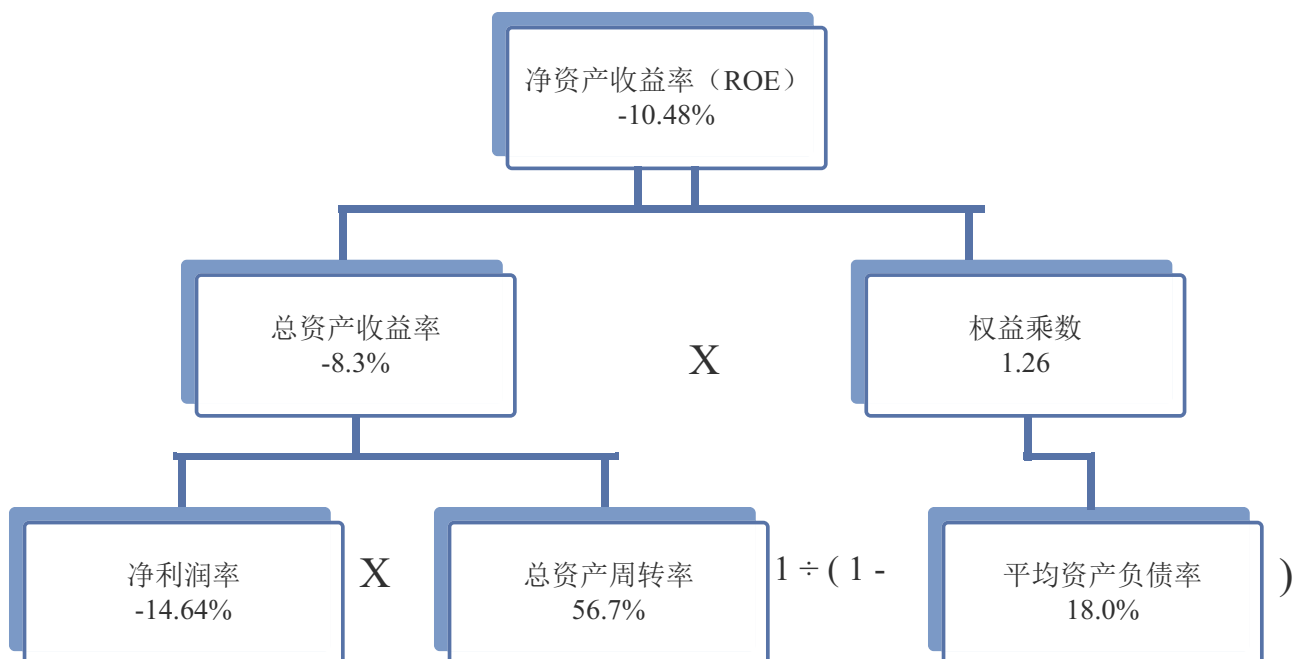 净资产收益率（ROE）
-10.48%
总资产收益率
-8.3%
X
权益乘数
1.26
净利润率
-14.64%
X
总资产周转率
56.7%
1 ÷ ( 1 -
平均资产负债率
18.0%
)